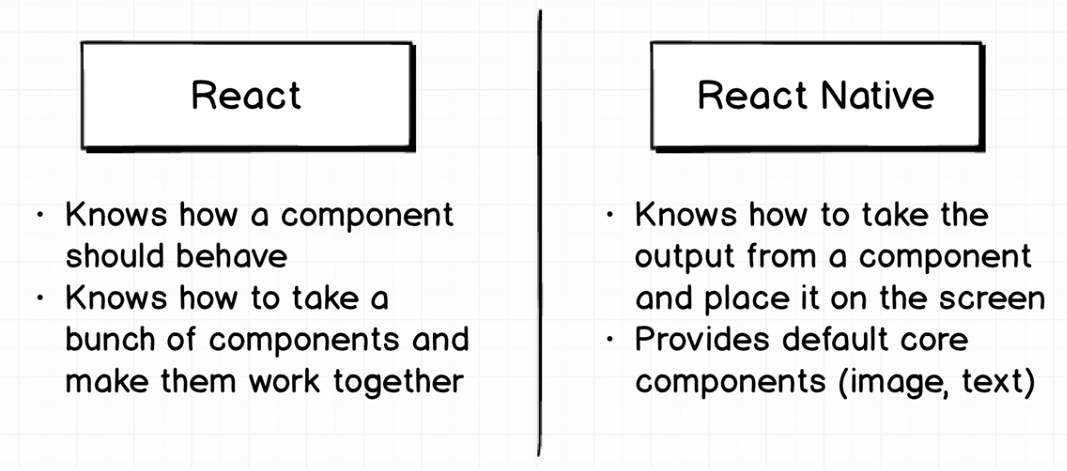 React
· Knows how a component
should behave
· Knows how to take a
bunch of components and
make them work together
React Native
· Knows how to take the
output from a component
and place it on the screen
· Provides default core
components (image, text)